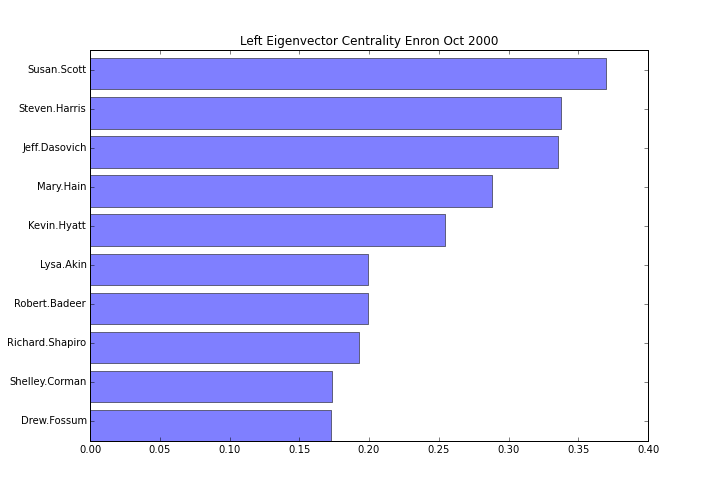 Left Eigenvector Centrality Enron Oct 2000
Susan.Scott
Steven.Harris
Jeff.Dasovich
Mary.Hain
Kevin.Hyatt
Lysa.Akin
Robert.Badeer
Richard.Shapiro
Shelley.Corman
Drew.Fossum
0.00 0.05 0.10 0.15 0.20 0.25 0.30 0.35 0.40